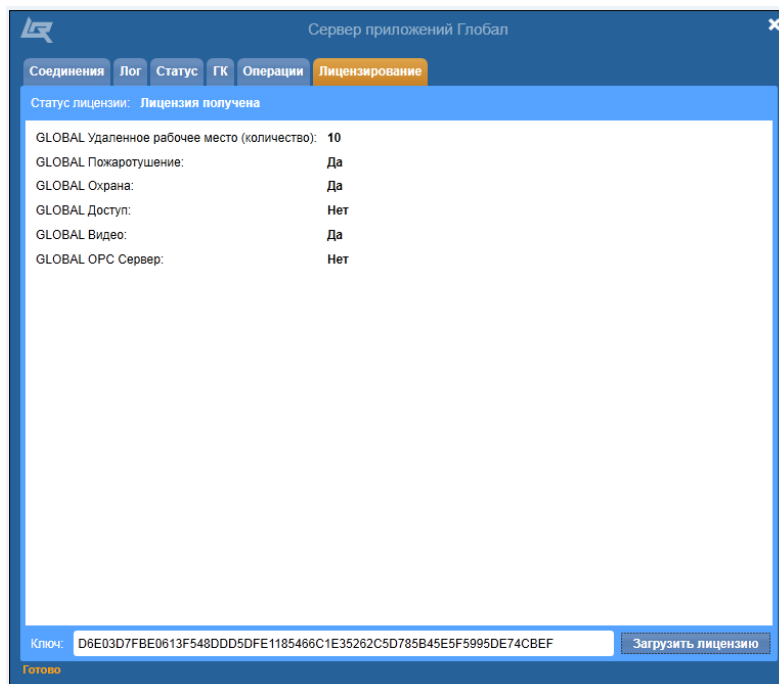 Сервер приложений Глобал
Соединения Лог Статус ГК Операции Лицензирование
Статус лицензии: Лицензия получена
GLOBAL Удаленное рабочее место (количество): 10
GLOBAL Пожаротушение: Да
GLOBAL Охрана: Да
GLOBAL Доступ: Нет
GLOBAL Видео: Да
GLOBAL OPC Сервер: Нет
Ключ: D6E03D7FBE0613F548DDD5DFE1185466C1E35262C5D785B45E5F5995DE74CBEF Загрузить лицензию
Готово